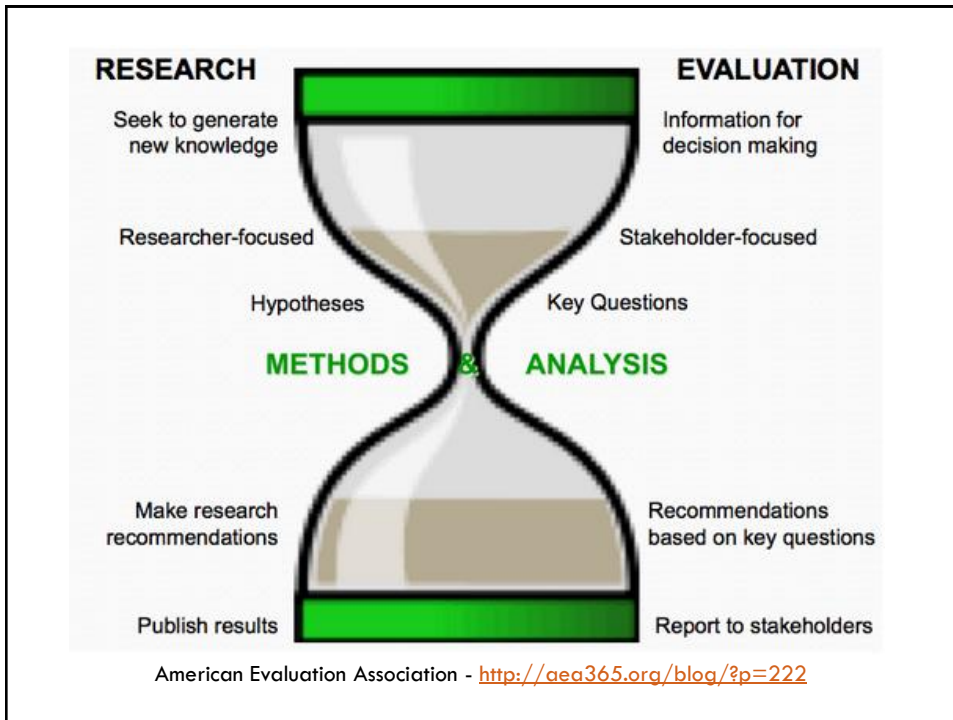 RESEARCH
EVALUATION
Seek to generate
new knowledge
Information for
decision making
Researcher-focused
Stakeholder-focused
Hypotheses
Key Questions
METHODS & ANALYSIS
Make research
recommendations
Recommendations
based on key questions
Publish results
Report to stakeholders
American Evaluation Association - http://aea365.org/blog/?p=222